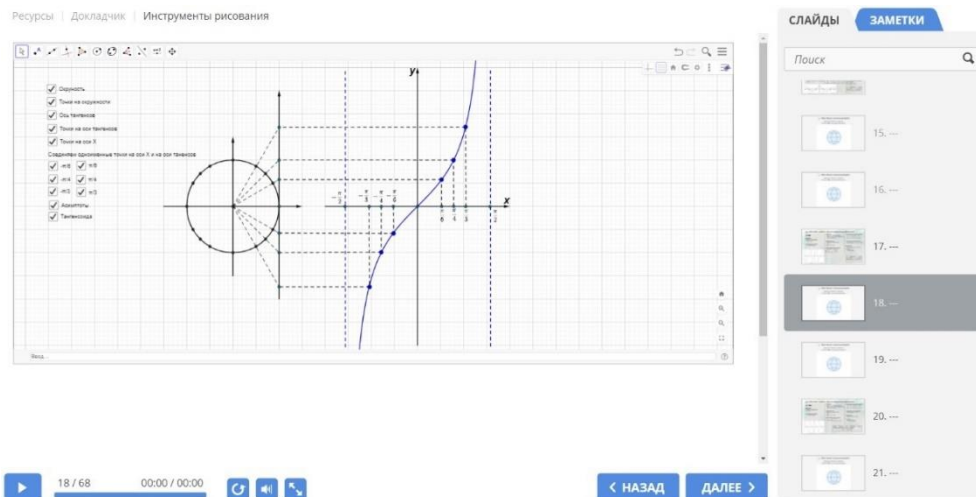 Ресурсы | Докладчик | Инструменты рисования
СЛАЙДЫ
ЗАМЕТКИ
Поиск
Окружность
Точки на окружности
Ось тангенсов
Точки на оси тангенсов
Точки на оси X
Соединяем одноименные точки на оси X и на оси тангенсов
Асимптоты
Тангенсоида
y
x
Ввод...
15. ---
16. ---
17. ---
18. ---
19. ---
20. ---
21. ---
18 / 68
00:00 / 00:00
НАЗАД
ДАЛЕЕ